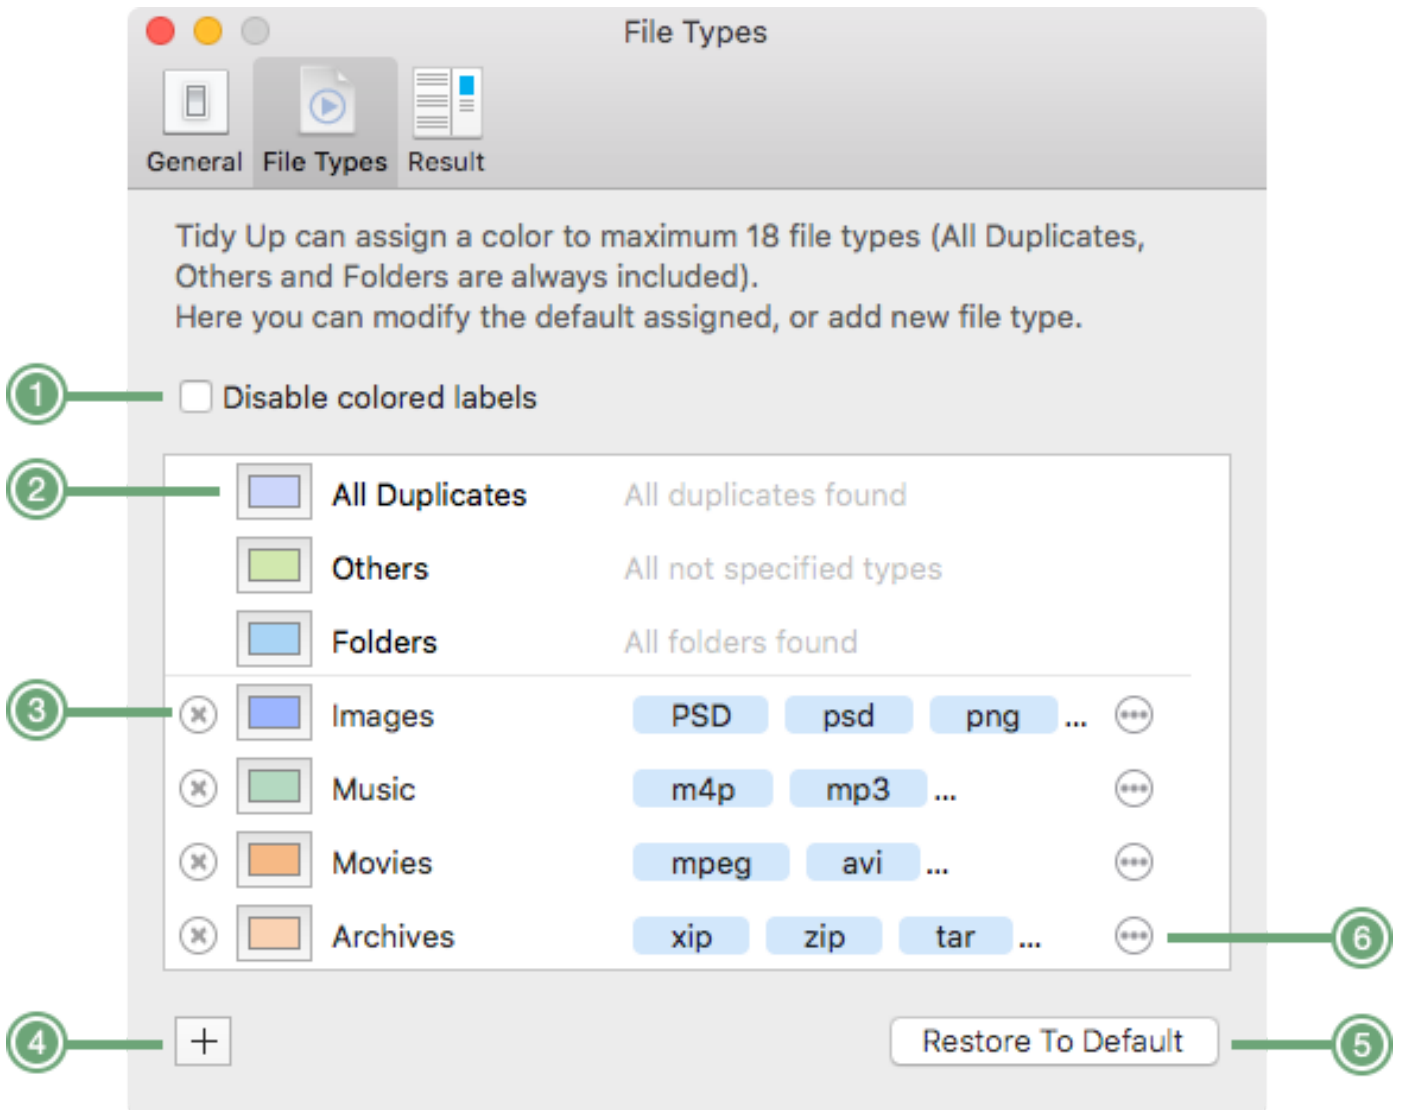 File Types
General File Types Result
Tidy Up can assign a color to maximum 18 file types (All Duplicates,
Others and Folders are always included).
Here you can modify the default assigned, or add new file type.
1 Disable colored labels
2 All Duplicates All duplicates found
Others All not specified types
Folders All folders found
3 Images PSD psd png ...
Music m4p mp3 ...
Movies mpeg avi ...
Archives xip zip tar ... 6
4 + Restore To Default 5